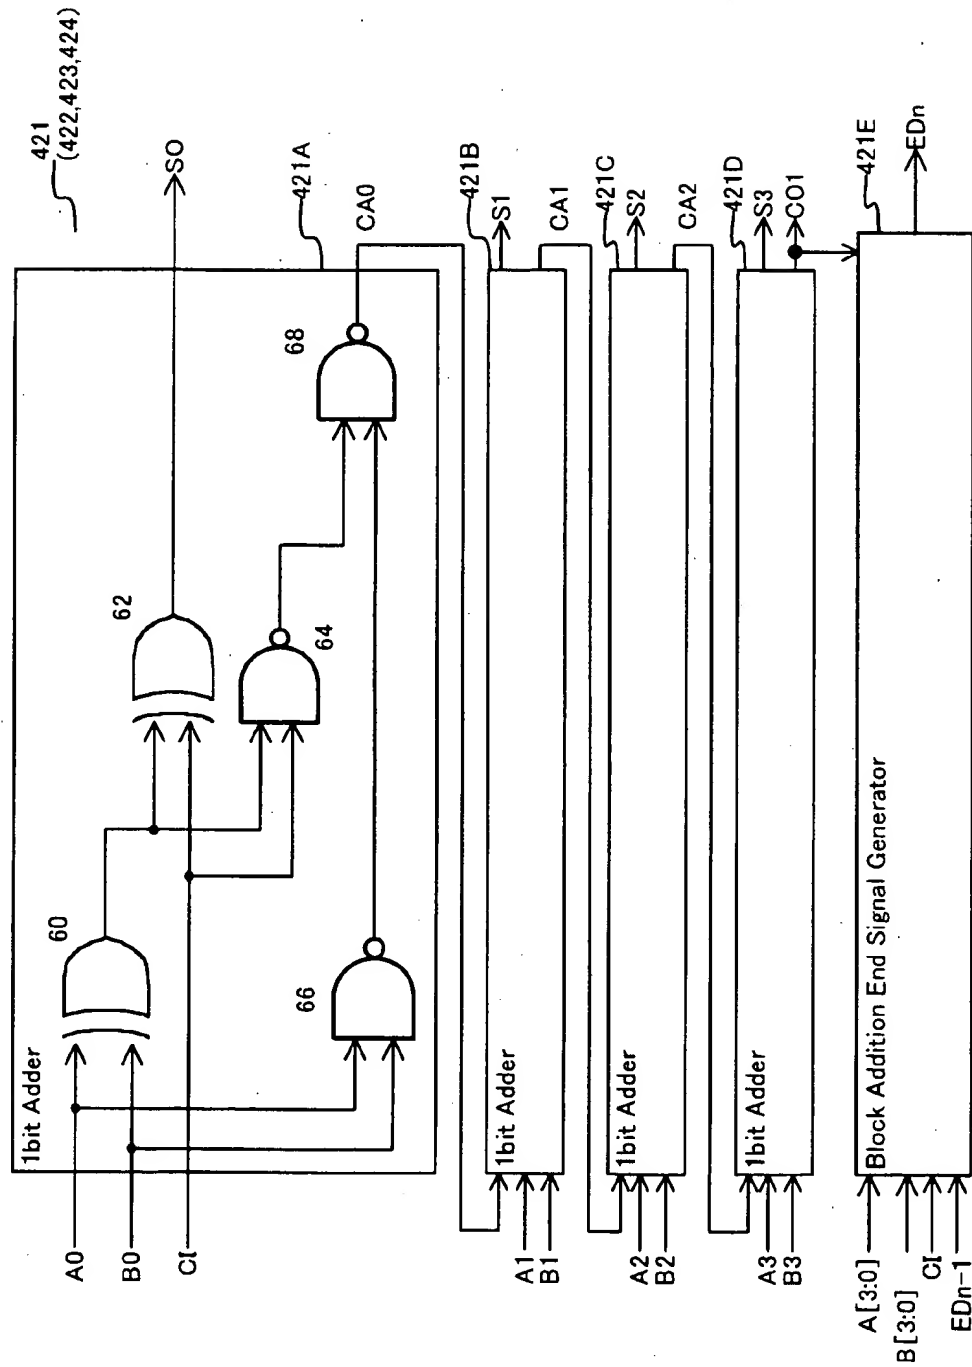 421
(422,423,424)
SO
421A
CA0
421B
S1
CA1
421C
S2
CA2
421D
S3
CO1
421E
EDn
68
62
64
60
66
1bit Adder
1bit Adder
1bit Adder
1bit Adder
Block Addition End Signal Generator
A0
B0
CI
A1
B1
A2
B2
A3
B3
A[3:0]
B[3:0]
CI
EDn-1